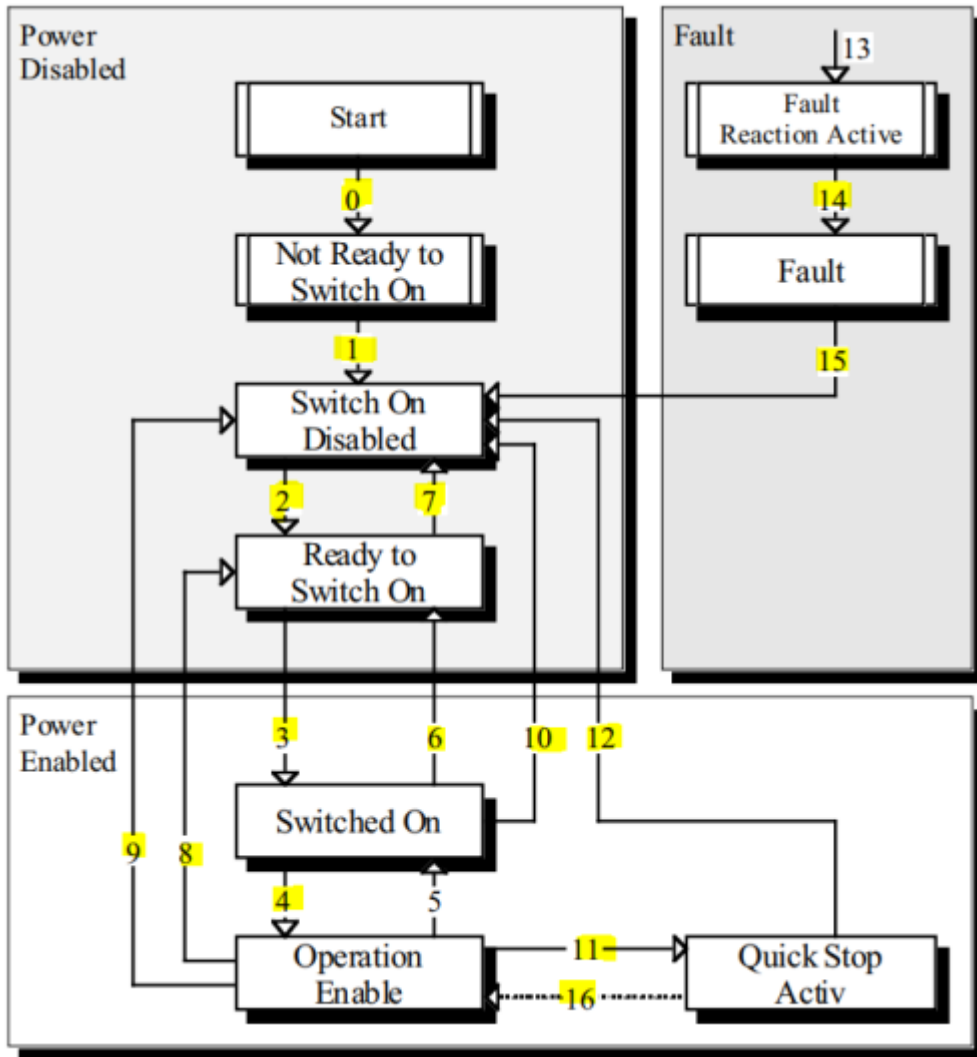 Power
Disabled
Start
0
Not Ready to
Switch On
1
Switch On
Disabled
2
7
Ready to
Switch On
Fault
13
Fault
Reaction Active
14
Fault
15
Power
Enabled
3
6
10
12
Switched On
9
8
4
5
Operation
Enable
11
16
Quick Stop
Activ